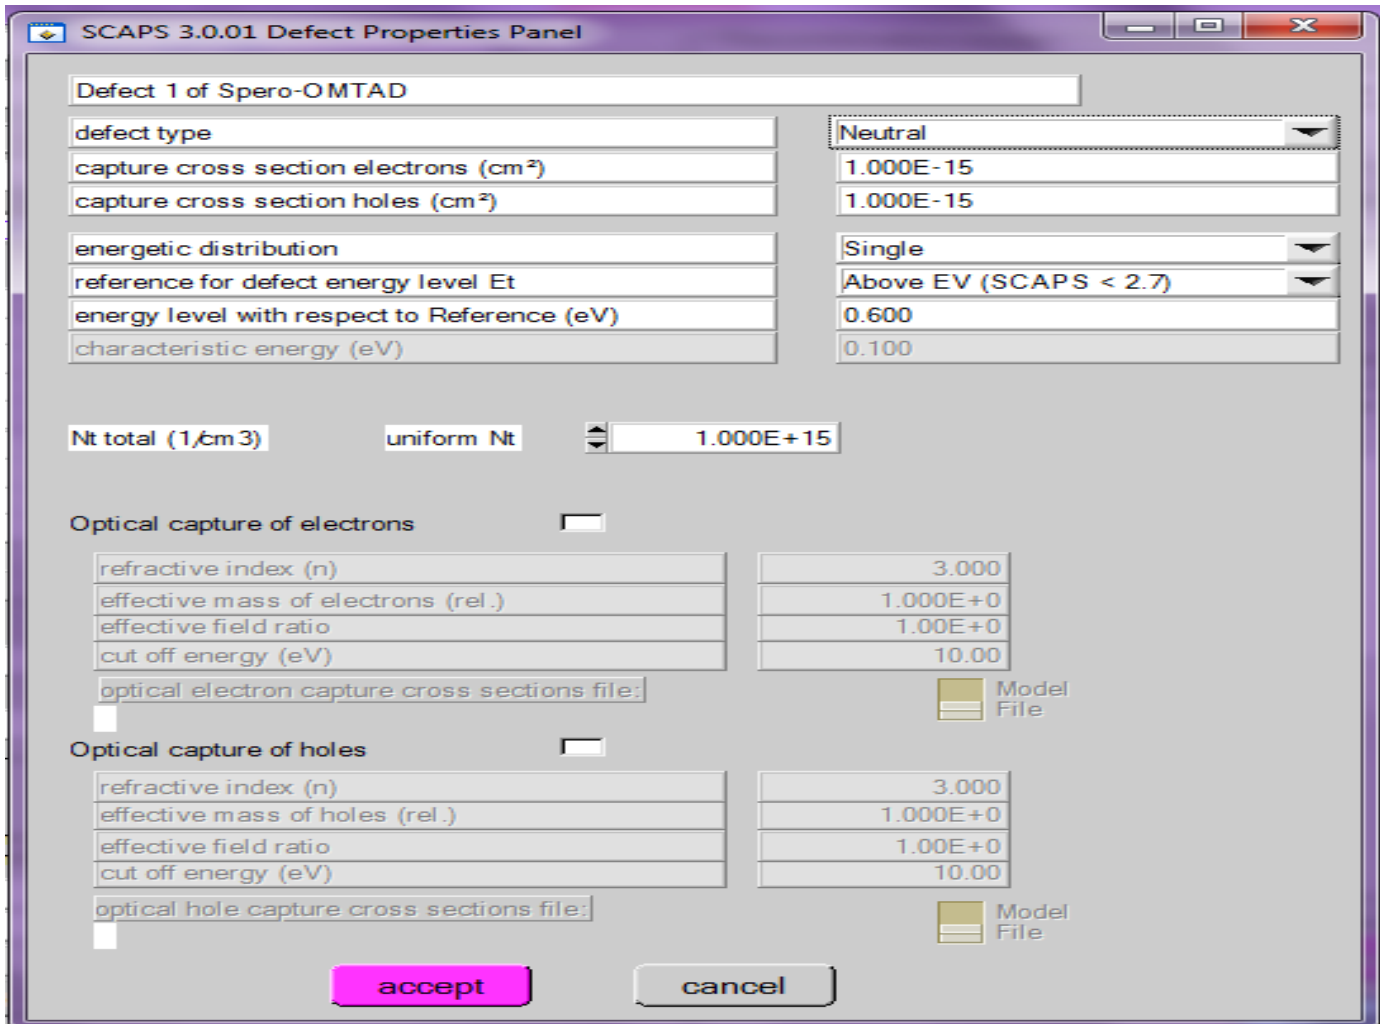 SCAPS 3.0.01 Defect Properties Panel
Defect 1 of Spero-OMTAD
defect type Neutral
capture cross section electrons (cm²) 1.000E-15
capture cross section holes (cm²) 1.000E-15
energetic distribution Single
reference for defect energy level Et Above EV (SCAPS < 2.7)
energy level with respect to Reference (eV) 0.600
characteristic energy (eV) 0.100
Nt total (1/cm3) uniform Nt 1.000E+15
Optical capture of electrons
refractive index (n) 3.000
effective mass of electrons (rel.) 1.000E+0
effective field ratio 1.00E+0
cut off energy (eV) 10.00
optical electron capture cross sections file: Model
File
Optical capture of holes
refractive index (n) 3.000
effective mass of holes (rel.) 1.000E+0
effective field ratio 1.00E+0
cut off energy (eV) 10.00
optical hole capture cross sections file: Model
File
accept cancel